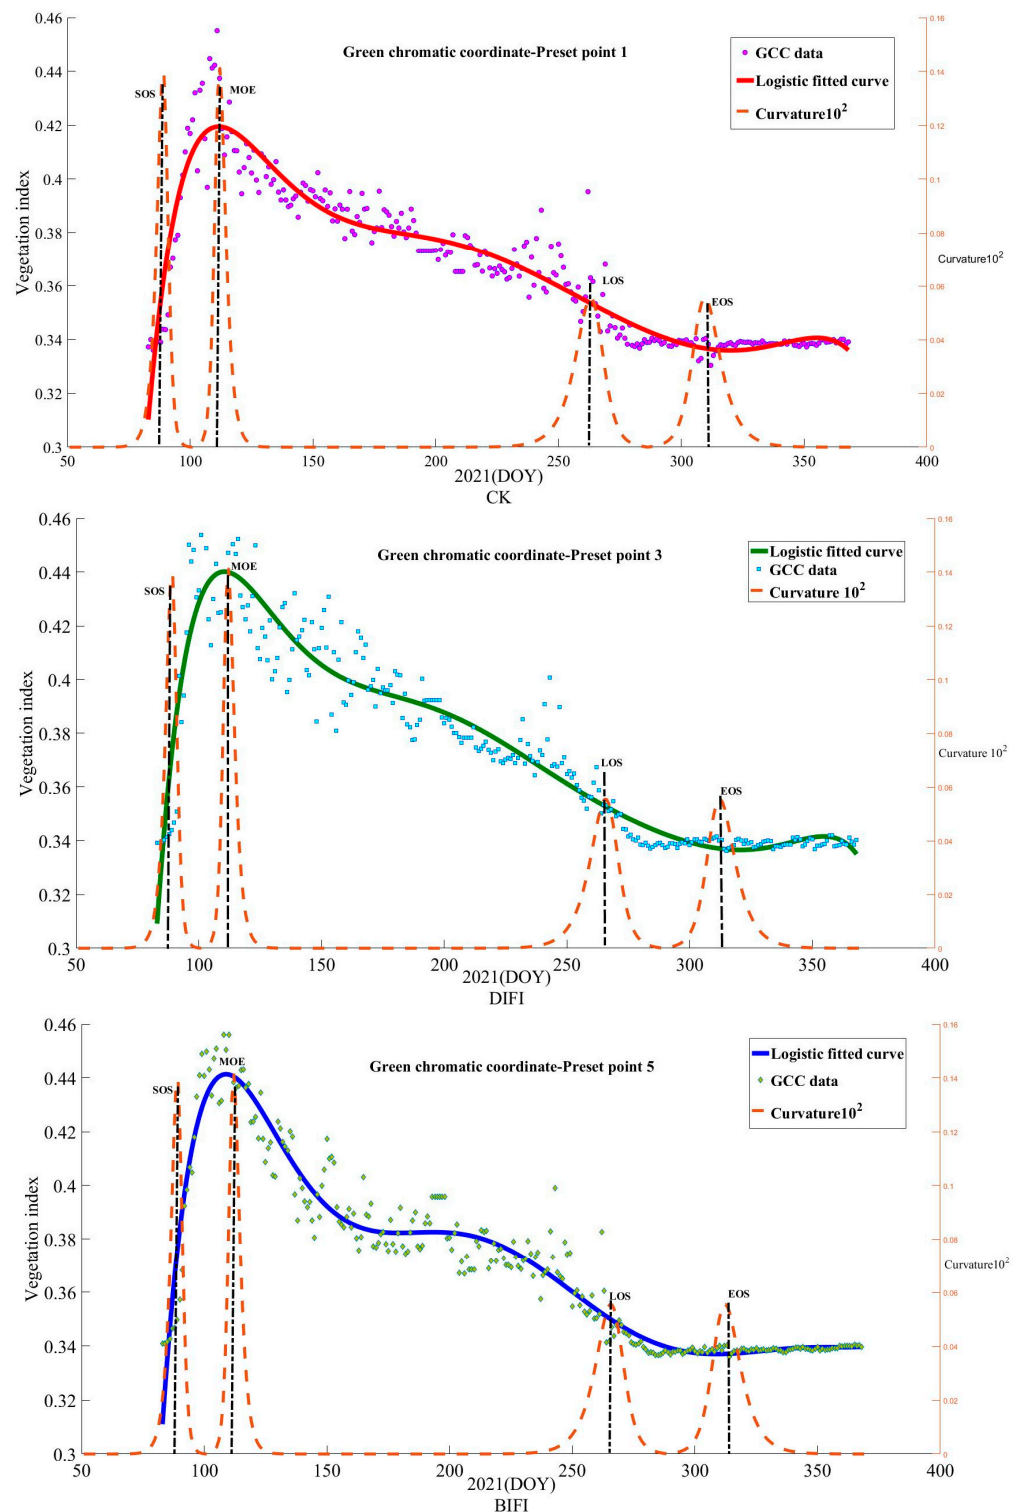 Green chromatic coordinate-Preset point 1
GCC data
Logistic fitted curve
Curvature10²
SOS
MOE
LOS
EOS
Vegetation index
0.46
0.44
0.42
0.4
0.38
0.36
0.34
0.32
0.3
0.16
0.14
0.12
0.1
0.08
0.06
0.04
0.02
0
Curvature10²
50 100 150 200 250 300 350 400
2021(DOY)
CK
Green chromatic coordinate-Preset point 3
Logistic fitted curve
GCC data
Curvature 10²
SOS
MOE
LOS
EOS
Vegetation index
0.46
0.44
0.42
0.4
0.38
0.36
0.34
0.32
0.3
0.16
0.14
0.12
0.1
0.08
0.06
0.04
0.02
0
Curvature 10²
50 100 150 200 250 300 350 400
2021(DOY)
DIFI
Green chromatic coordinate-Preset point 5
Logistic fitted curve
GCC data
Curvature10²
SOS
MOE
LOS
EOS
Vegetation index
0.46
0.44
0.42
0.4
0.38
0.36
0.34
0.32
0.3
0.16
0.14
0.12
0.1
0.08
0.06
0.04
0.02
0
Curvature10²
50 100 150 200 250 300 350 400
2021(DOY)
BIFI